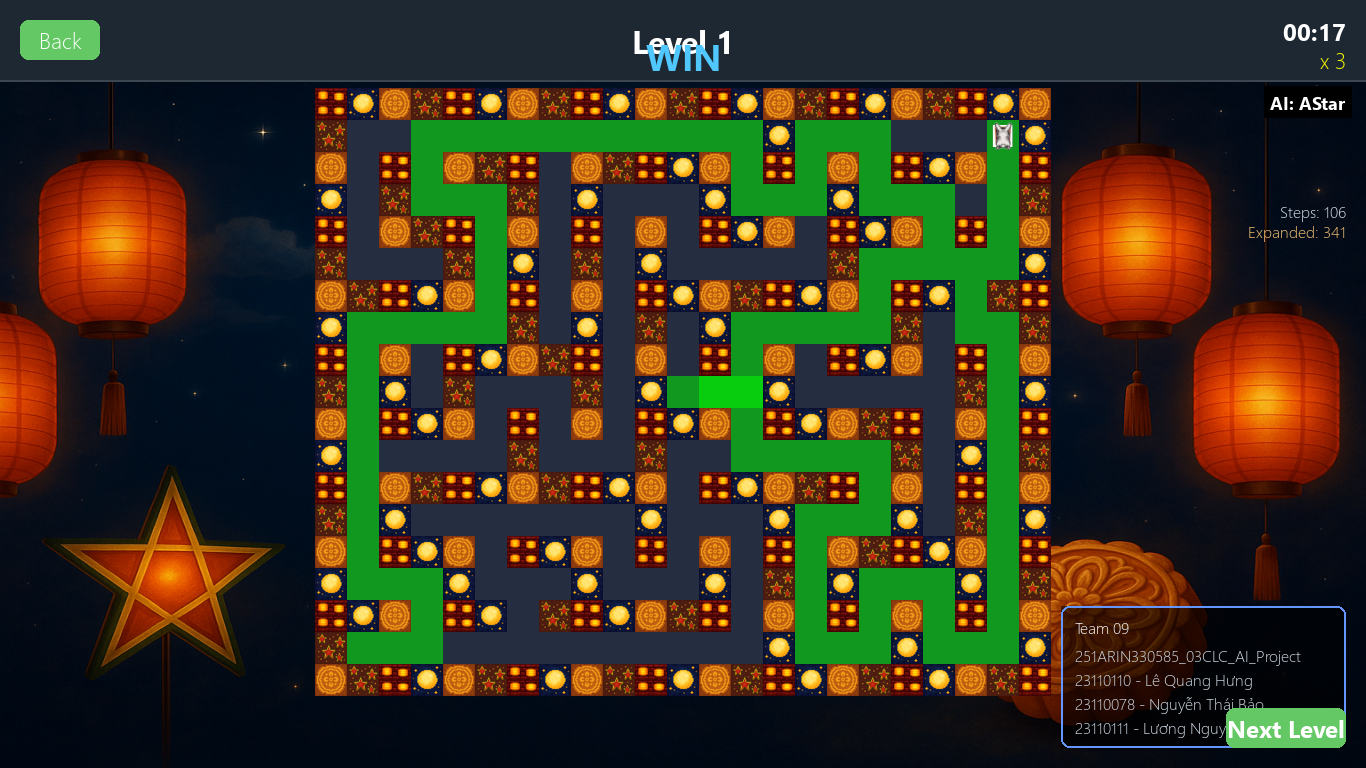 Back
Level 1
WIN
00:17
x 3
AI: AStar
Steps: 106
Expanded: 341
Team 09
251ARIN330585_03CLC_AI_Project
23110110 - Lê Quang Hưng
23110078 - Nguyễn Thái Bảo
23110111 - Lương
Next Level